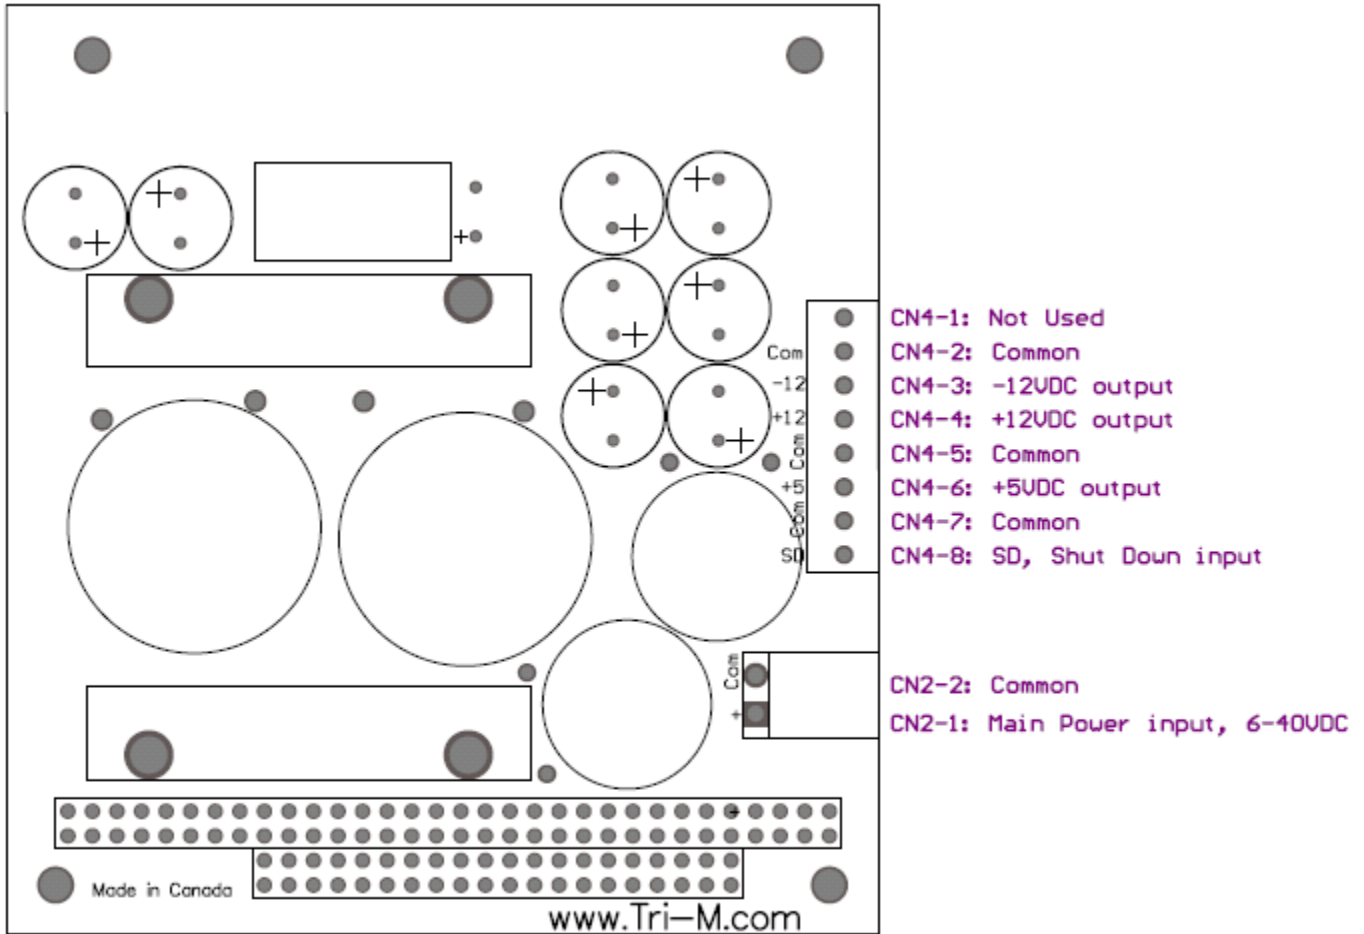 CN4-1: Not Used
Com CN4-2: Common
-12 CN4-3: -12VDC output
+12 CN4-4: +12VDC output
Com CN4-5: Common
+5 CN4-6: +5VDC output
Com CN4-7: Common
SD CN4-8: SD, Shut Down input
Com CN2-2: Common
+ CN2-1: Main Power input, 6-40VDC
Made in Canada
www.Tri-M.com